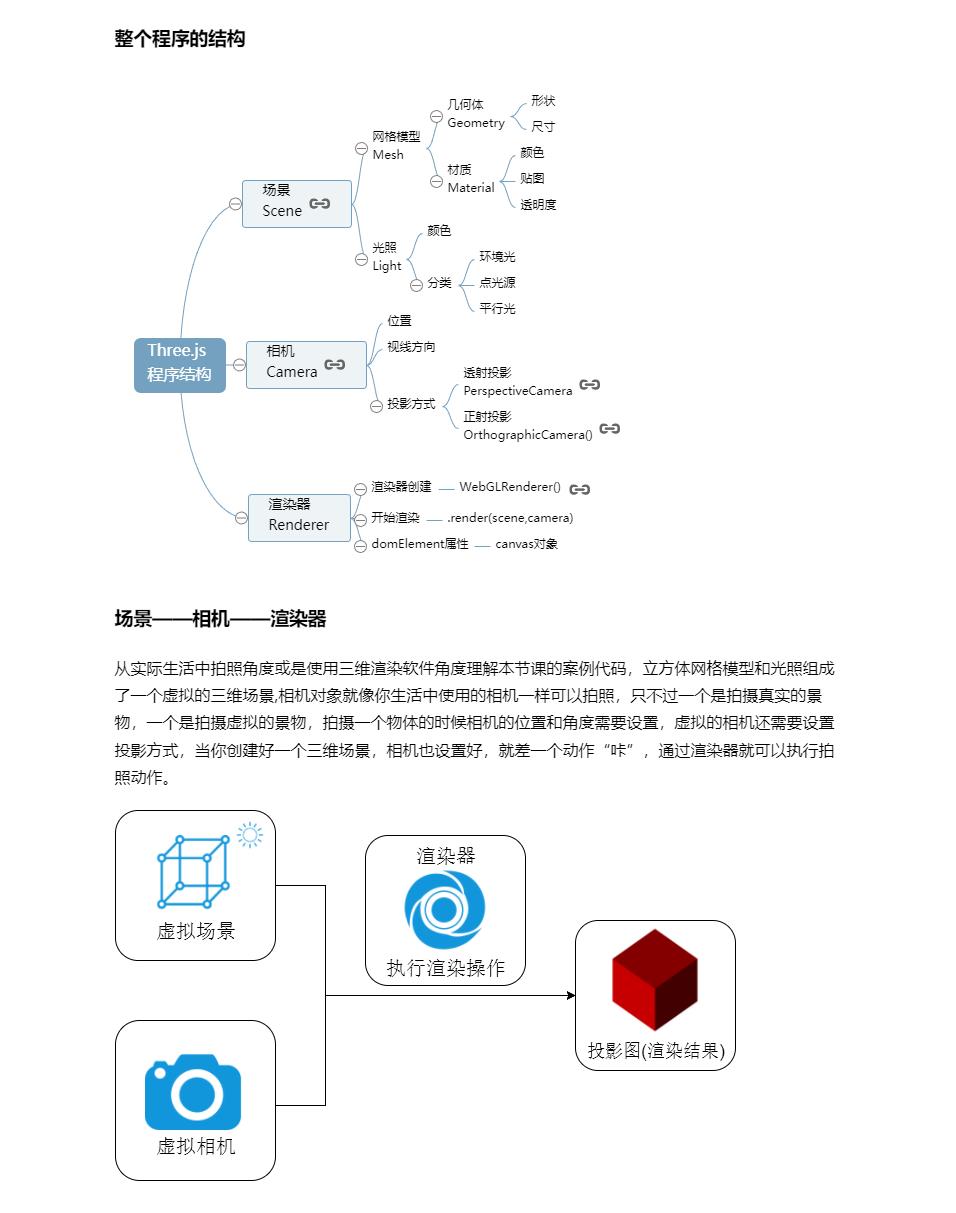 整个程序的结构
几何体
Geometry
形状
尺寸
网格模型
Mesh
材质
Material
颜色
贴图
透明度
场景
Scene
光照
Light
颜色
分类
环境光
点光源
平行光
Three.js
程序结构
相机
Camera
位置
视线方向
投影方式
透射投影
PerspectiveCamera
正射投影
OrthographicCamera()
渲染器
Renderer
渲染器创建
WebGLRenderer()
开始渲染
.render(scene,camera)
domElement属性
canvas对象
场景——相机——渲染器
从实际生活中拍照角度或是使用三维渲染软件角度理解本节课的案例代码，立方体网格模型和光照组成
了一个虚拟的三维场景,相机对象就像你生活中使用的相机一样可以拍照，只不过一个是拍摄真实的景
物，一个是拍摄虚拟的景物，拍摄一个物体的时候相机的位置和角度需要设置，虚拟的相机还需要设置
投影方式，当你创建好一个三维场景，相机也设置好，就差一个动作“咔”，通过渲染器就可以执行拍
照动作。
虚拟场景
渲染器
执行渲染操作
投影图(渲染结果)
虚拟相机